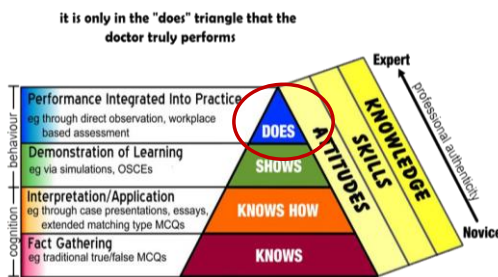 it is only in the "does" triangle that the
doctor truly performs
Expert
Performance Integrated Into Practice
eg through direct observation, workplace
based assessment
DOES
Demonstration of Learning
eg via simulations, OSCEs
SHOWS
Interpretation/Application
eg through case presentations, essays,
extended matching type MCQs
KNOWS HOW
Fact Gathering
eg traditional true/false MCQs
KNOWS
behaviour
cognition
ATTITUDES
SKILLS
KNOWLEDGE
professional authenticity
Novice